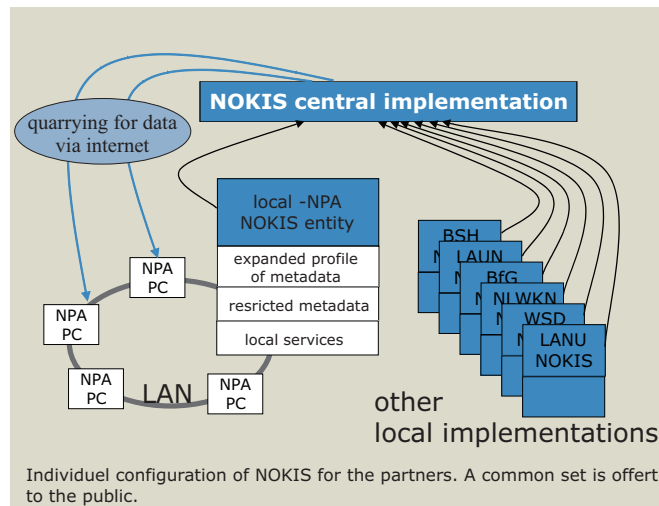 NOKIS central implementation
quarrying for data
via internet
local -NPA
NOKIS entity
expanded profile
of metadata
resricted metadata
local services
NPA
PC
NPA
PC
NPA
PC
NPA
PC
LAN
BSH
N
LAUN
N
BfG
N
NLWKN
N
WSD
N
LANU
NOKIS
other
local implementations
Individuel configuration of NOKIS for the partners. A common set is offert
to the public.